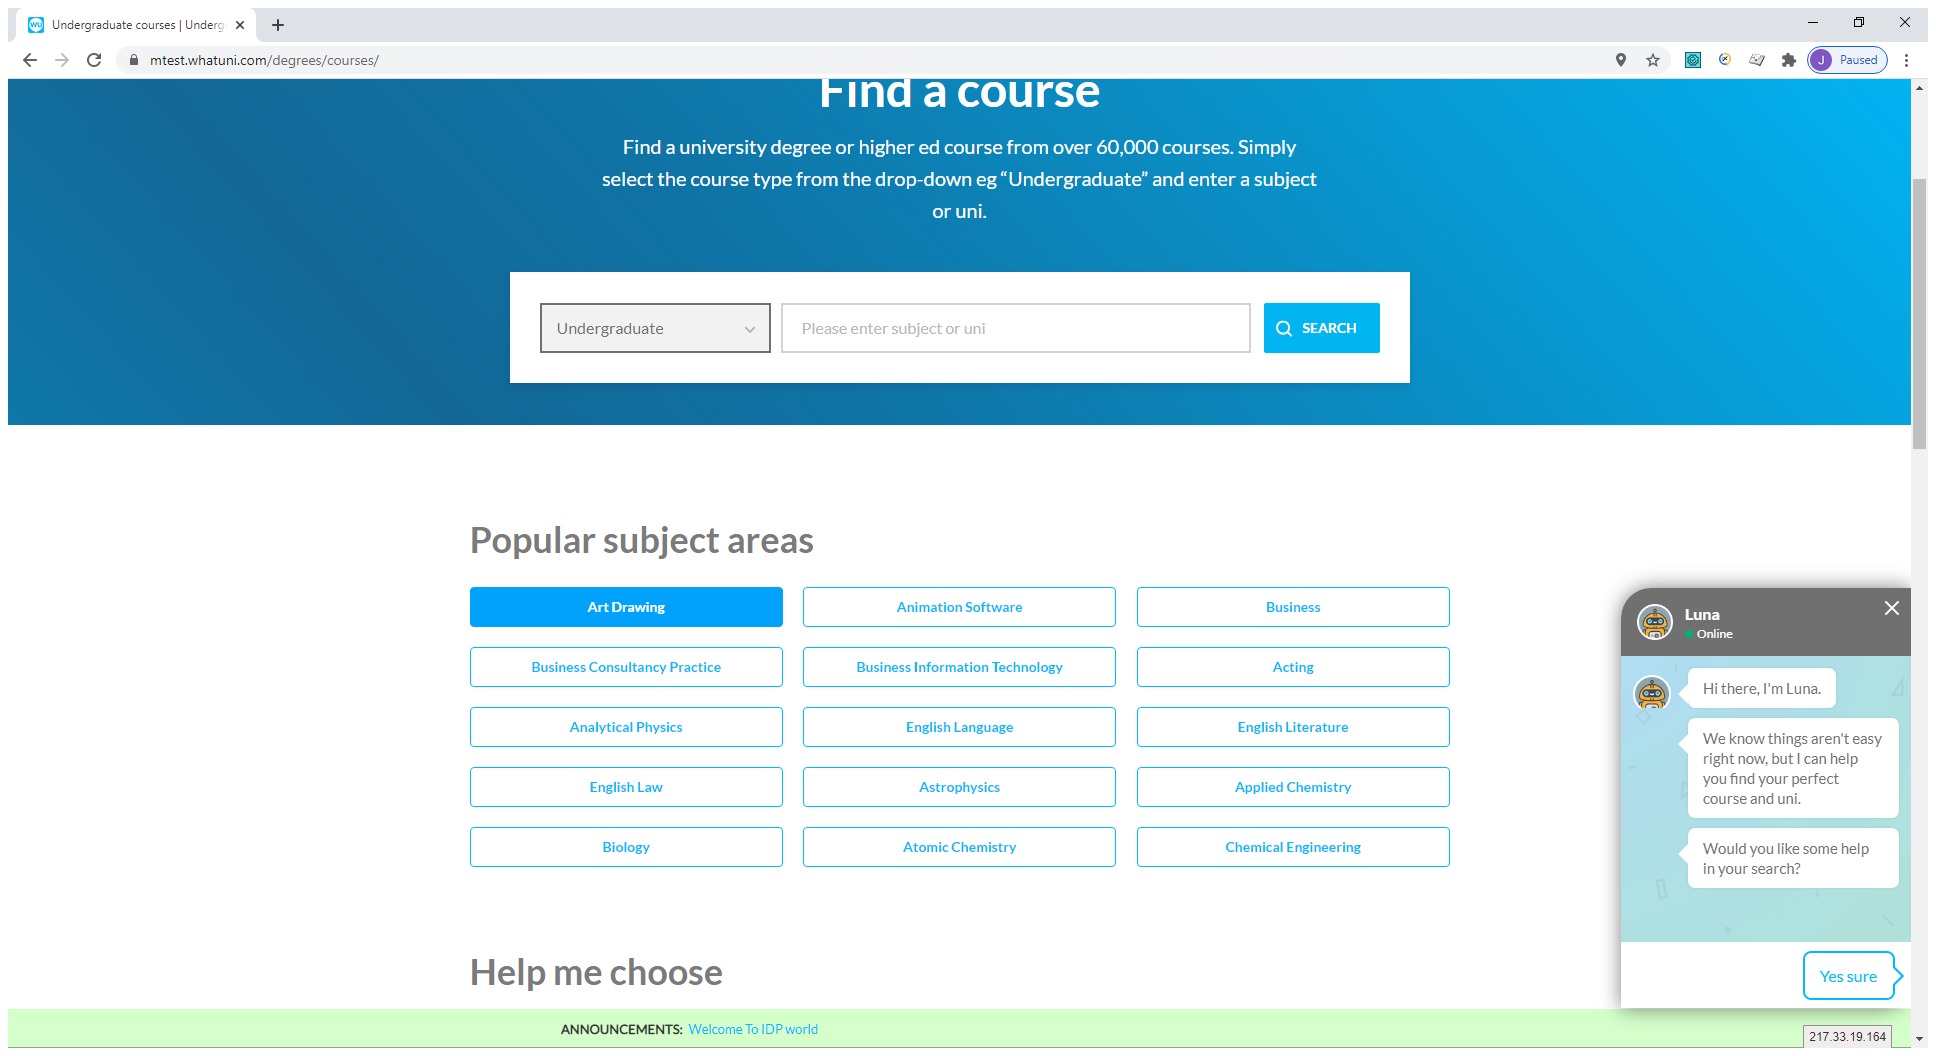 Undergraduate courses | Underg
mtest.whatuni.com/degrees/courses/
J Paused
Find a course
Find a university degree or higher ed course from over 60,000 courses. Simply
select the course type from the drop-down eg “Undergraduate” and enter a subject
or uni.
Undergraduate
Please enter subject or uni
SEARCH
Popular subject areas
Art Drawing
Animation Software
Business
Business Consultancy Practice
Business Information Technology
Acting
Analytical Physics
English Language
English Literature
English Law
Astrophysics
Applied Chemistry
Biology
Atomic Chemistry
Chemical Engineering
Help me choose
Luna
Online
Hi there, I'm Luna.
We know things aren't easy
right now, but I can help
you find your perfect
course and uni.
Would you like some help
in your search?
Yes sure
ANNOUNCEMENTS: Welcome To IDP world
217.33.19.164